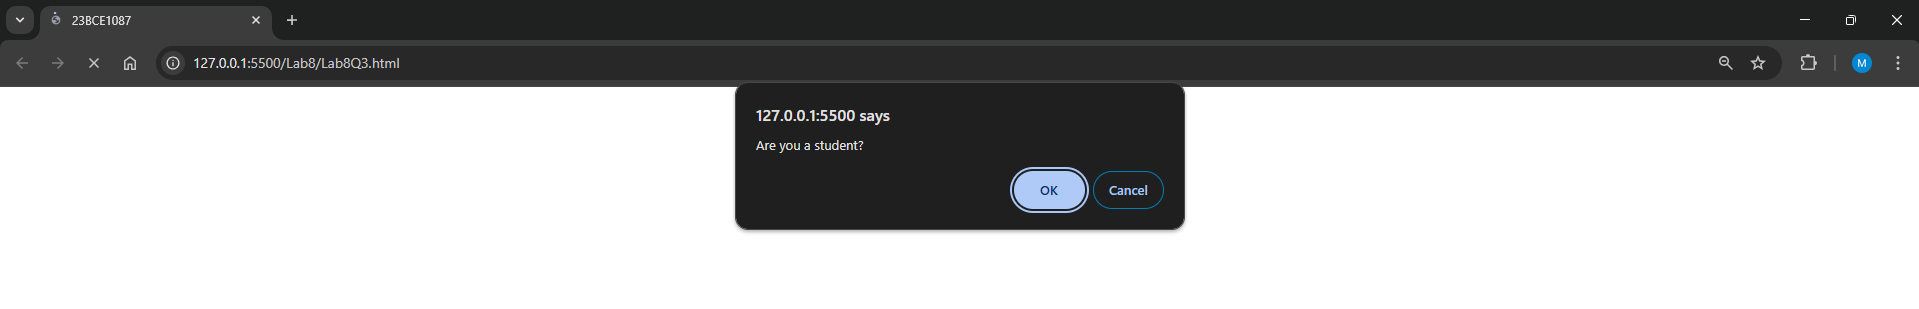 23BCE1087
127.0.0.1:5500/Lab8/Lab8Q3.html
M
127.0.0.1:5500 says
Are you a student?
OK Cancel